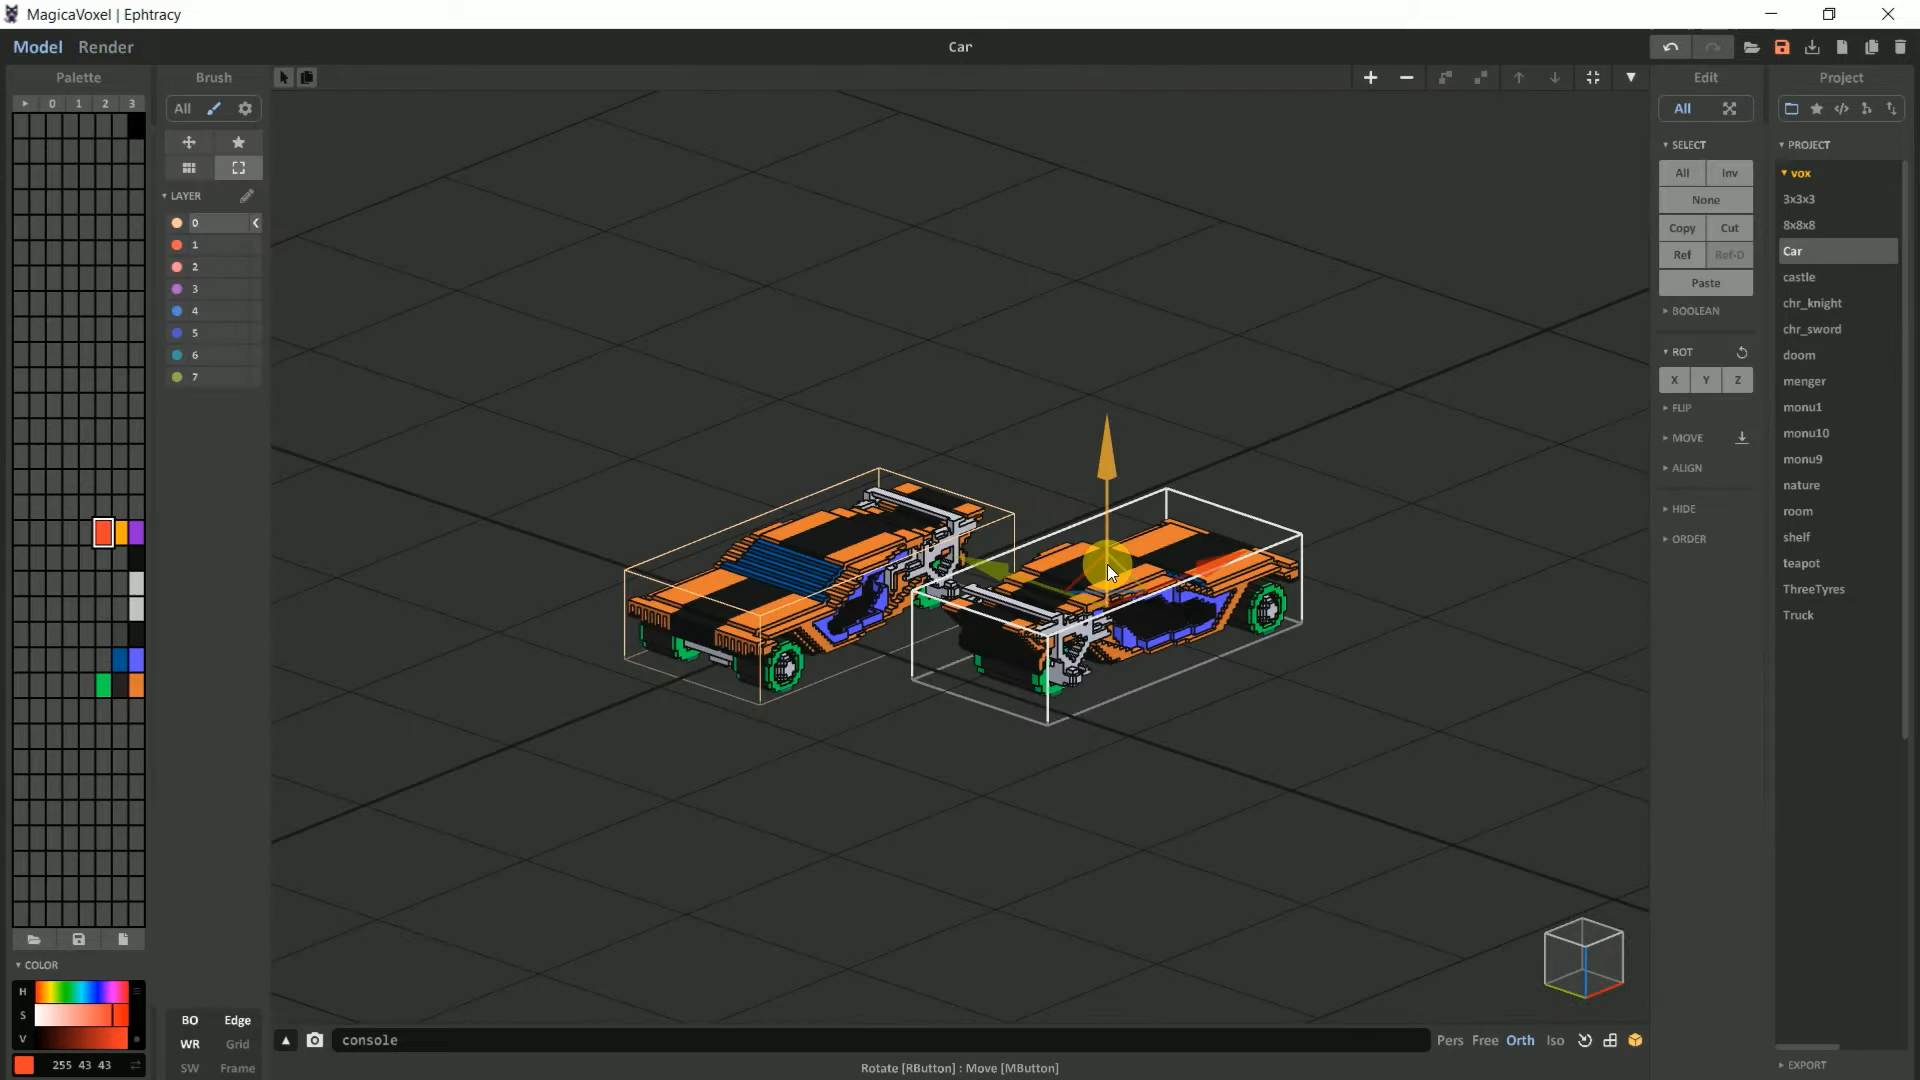 MagicaVoxel | Ephtracy
Model Render
Car
Palette
Brush
Edit
Project
0 1 2 3
All
All
LAYER
0
1
2
3
4
5
6
7
SELECT
All Inv
None
Copy Cut
Ref Ref-D
Paste
BOOLEAN
ROT
X Y Z
FLIP
MOVE
ALIGN
HIDE
ORDER
PROJECT
vox
3x3x3
8x8x8
Car
castle
chr_knight
chr_sword
doom
menger
monu1
monu10
monu9
nature
room
shelf
teapot
ThreeTyres
Truck
EXPORT
COLOR
H
S
V
255 43 43
BO Edge
WR Grid
SW Frame
console
Pers Free Orth Iso
Rotate [RButton] : Move [MButton]